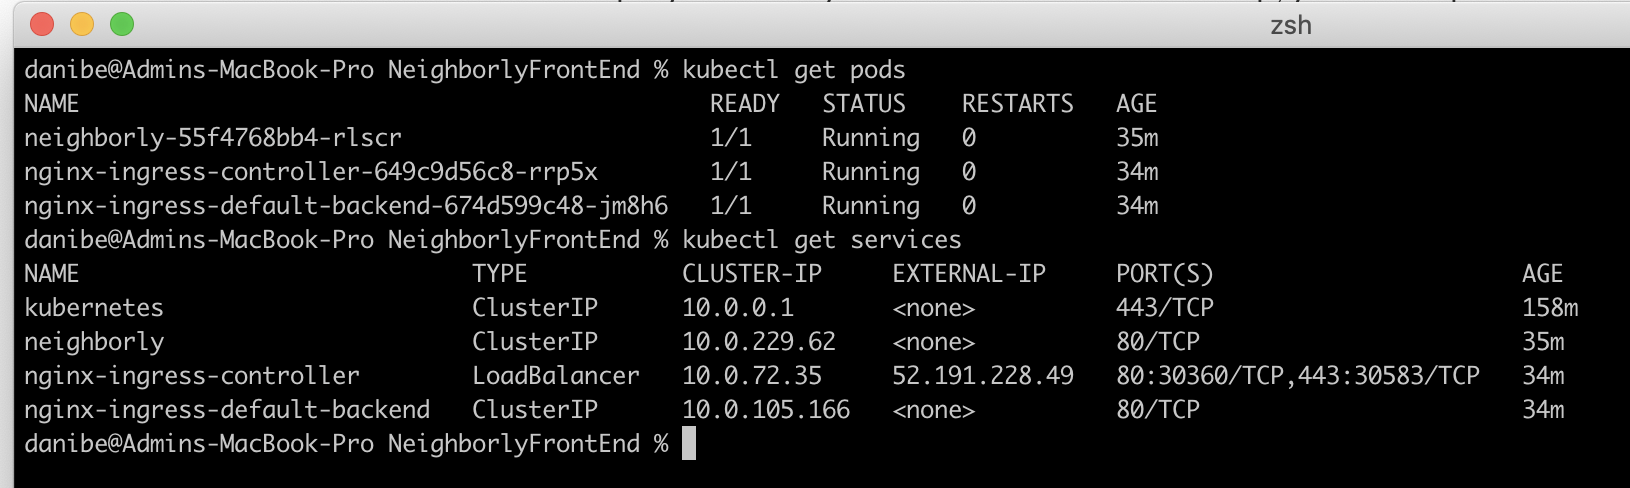 zsh
danibe@Admins-MacBook-Pro NeighborlyFrontEnd % kubectl get pods
NAME READY STATUS RESTARTS AGE
neighborly-55f4768bb4-rlscr 1/1 Running 0 35m
nginx-ingress-controller-649c9d56c8-rrp5x 1/1 Running 0 34m
nginx-ingress-default-backend-674d599c48-jm8h6 1/1 Running 0 34m
danibe@Admins-MacBook-Pro NeighborlyFrontEnd % kubectl get services
NAME TYPE CLUSTER-IP EXTERNAL-IP PORT(S) AGE
kubernetes ClusterIP 10.0.0.1 <none> 443/TCP 158m
neighborly ClusterIP 10.0.229.62 <none> 80/TCP 35m
nginx-ingress-controller LoadBalancer 10.0.72.35 52.191.228.49 80:30360/TCP,443:30583/TCP 34m
nginx-ingress-default-backend ClusterIP 10.0.105.166 <none> 80/TCP 34m
danibe@Admins-MacBook-Pro NeighborlyFrontEnd %